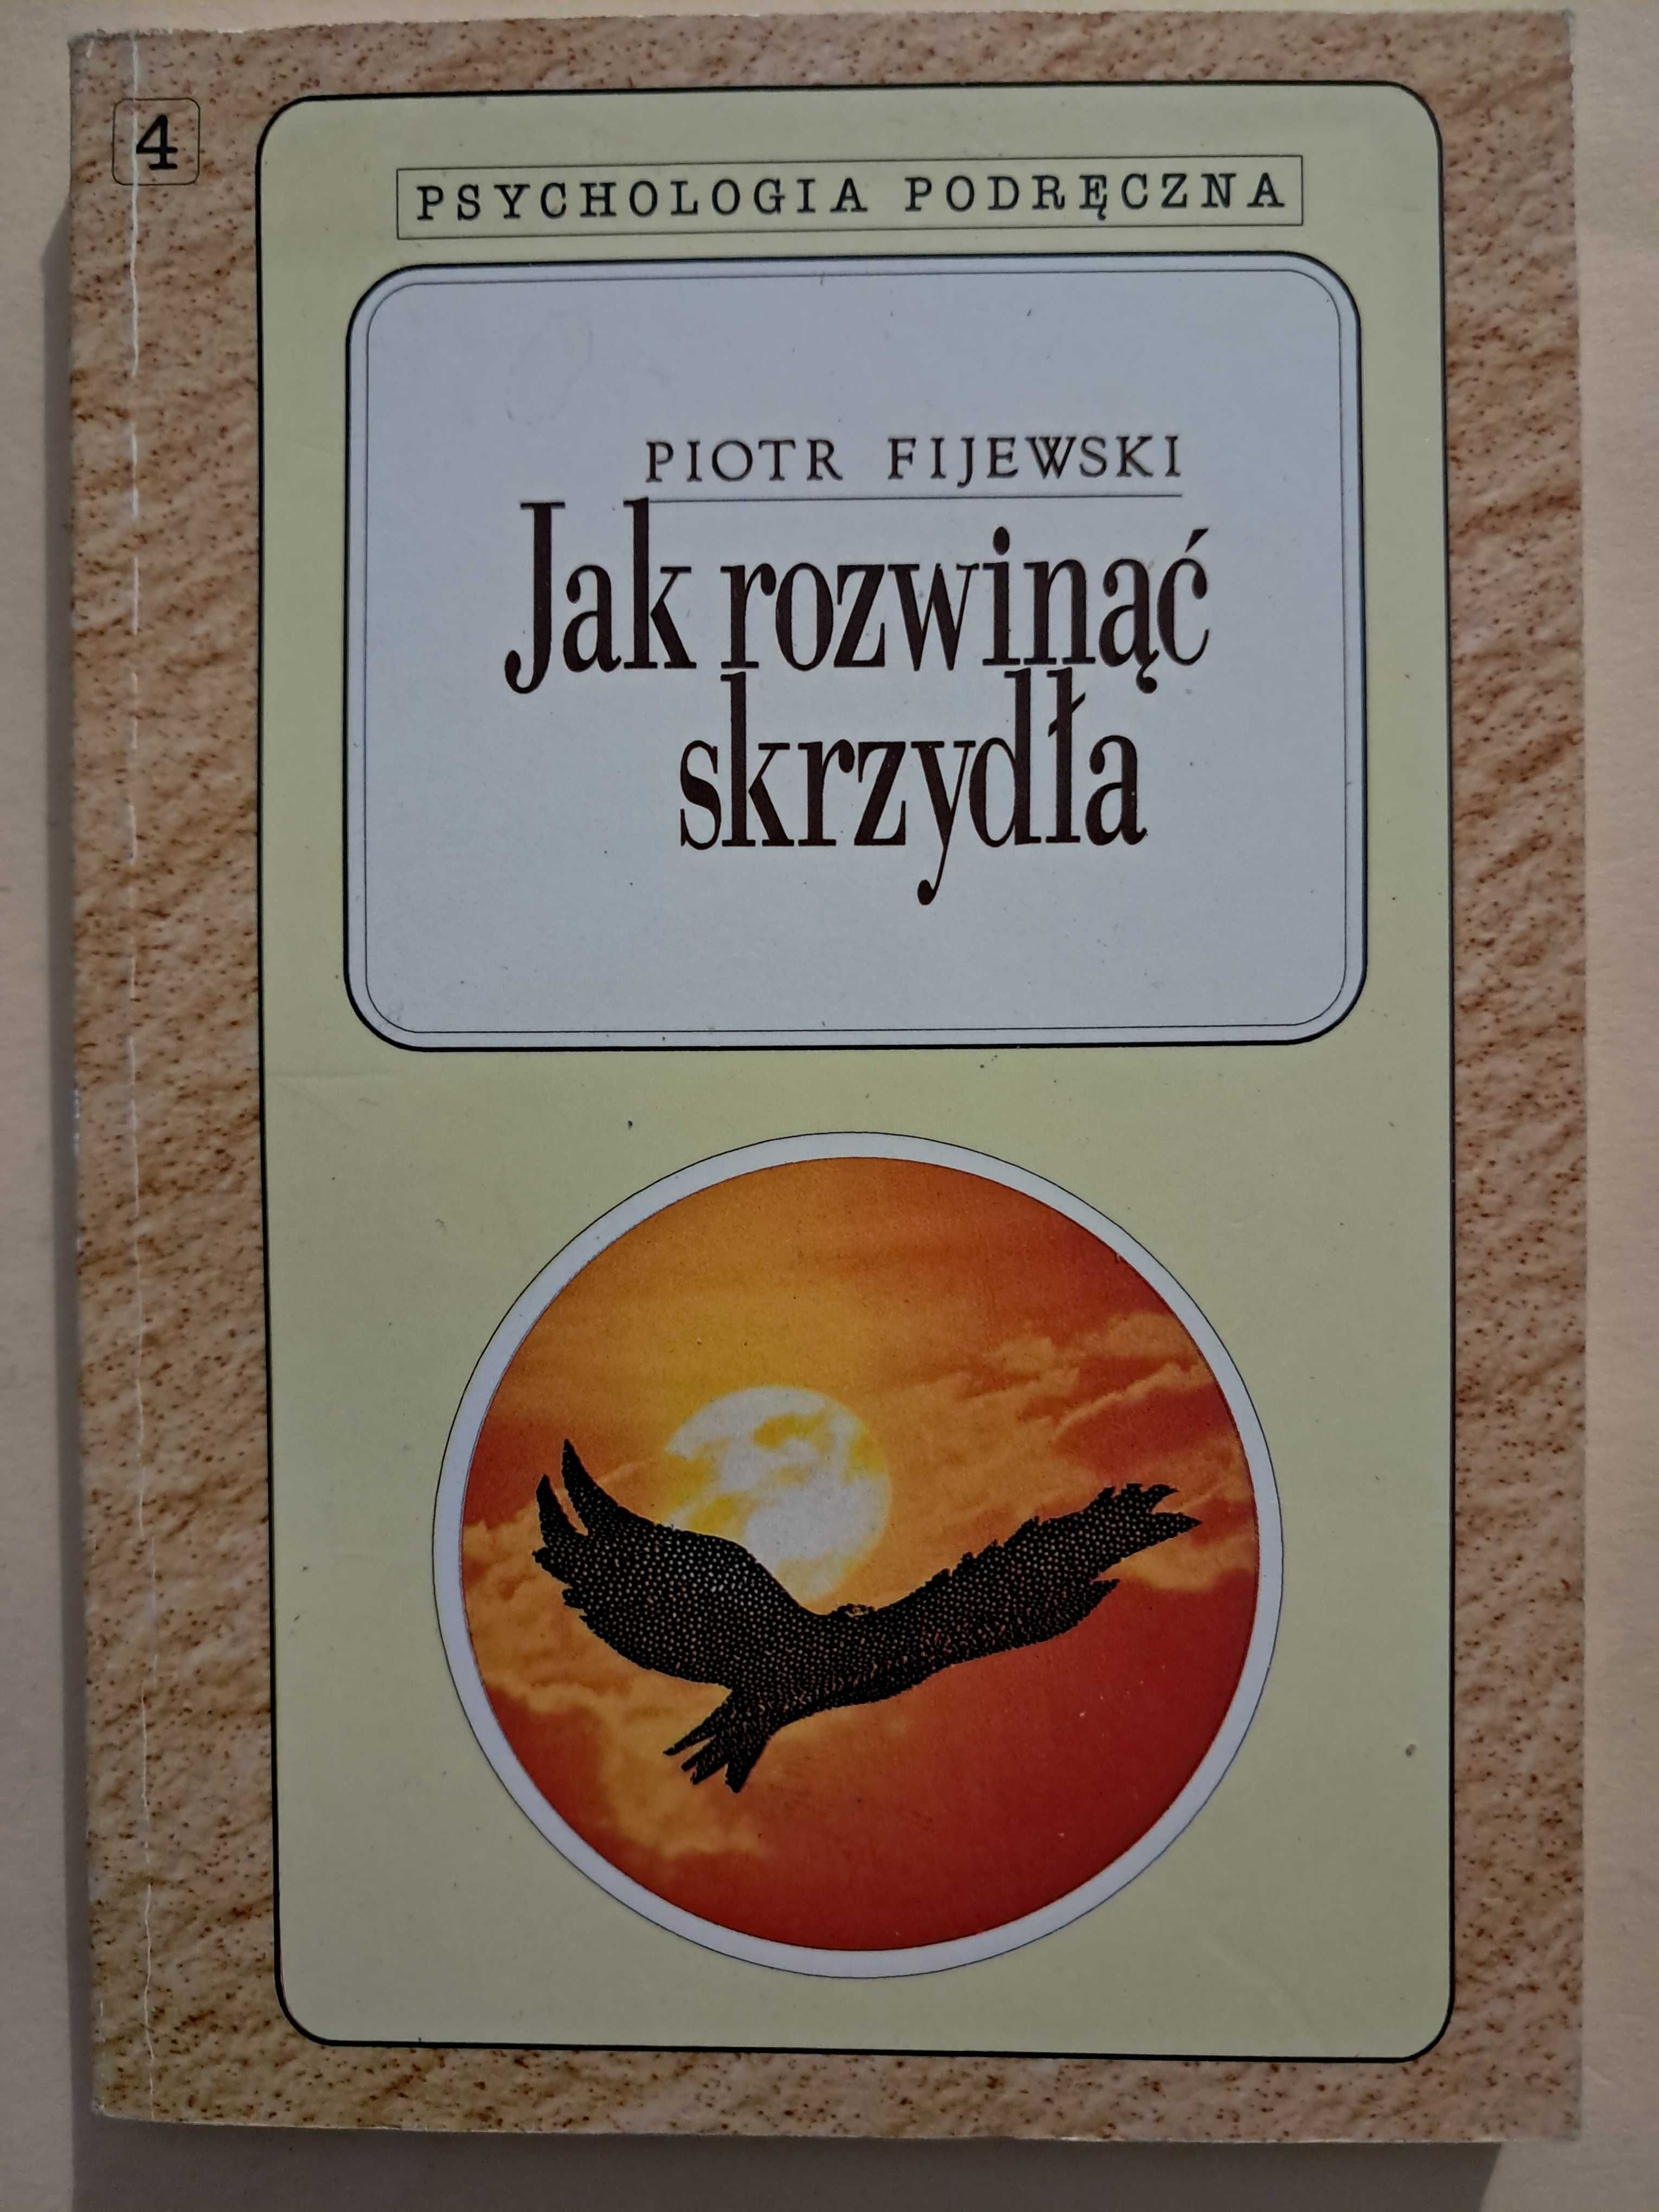 4
PSYCHOLOGIA PODRĘCZNA
PIOTR FIJEWSKI
Jak rozwinąć
skrzydła